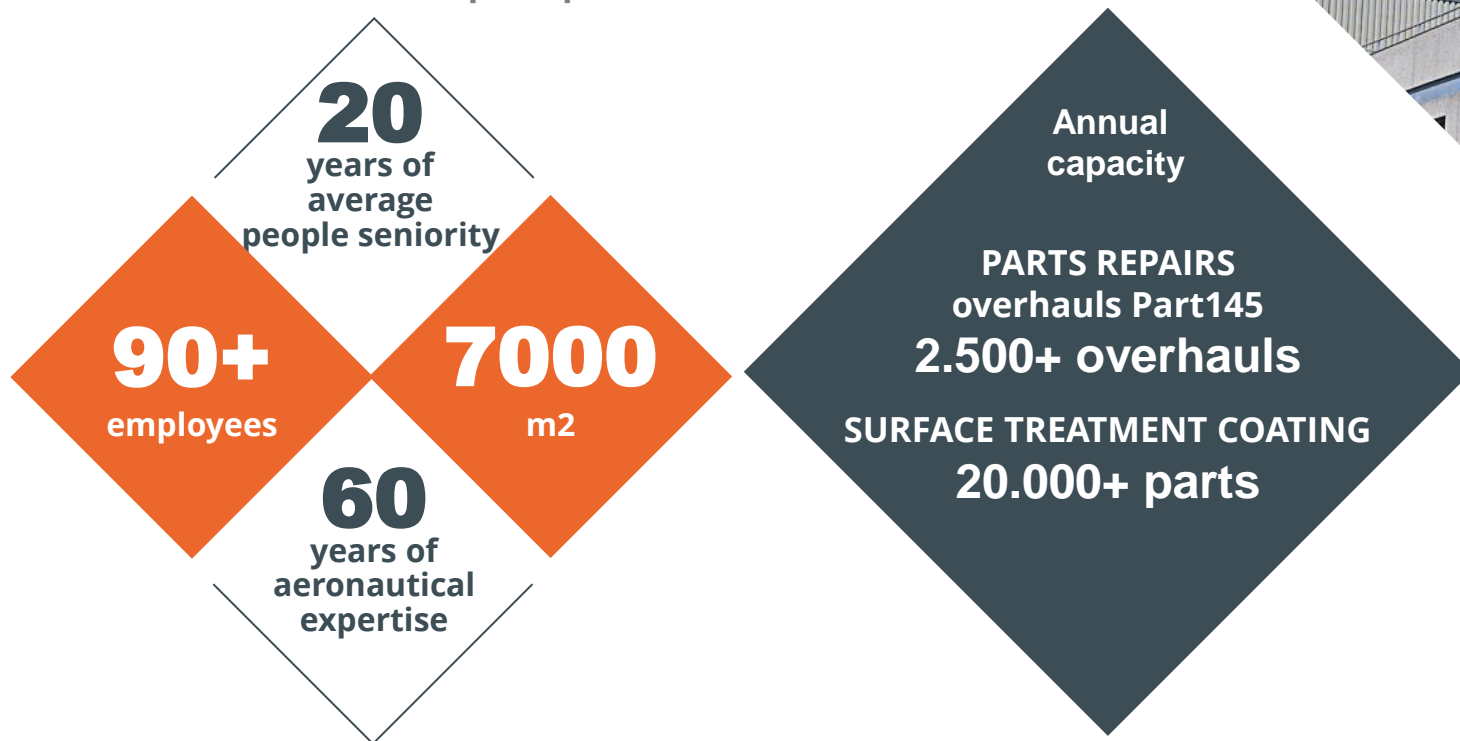 20
years of
average
people seniority
90+
employees
7000
m2
60
years of
aeronautical
expertise
Annual
capacity
PARTS REPAIRS
overhauls Part145
2.500+ overhauls
SURFACE TREATMENT COATING
20.000+ parts